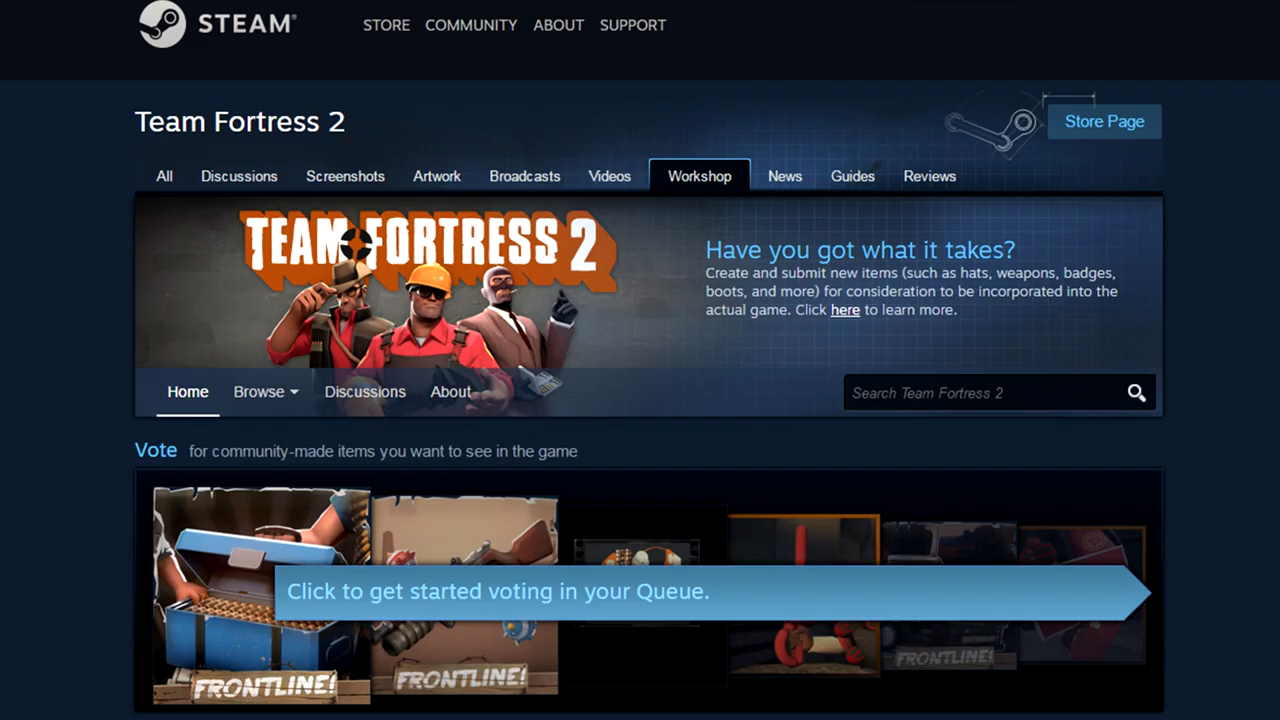 STEAM®
STORE COMMUNITY ABOUT SUPPORT
Team Fortress 2
Store Page
All Discussions Screenshots Artwork Broadcasts Videos Workshop News Guides Reviews
TEAM FORTRESS 2
Have you got what it takes?
Create and submit new items (such as hats, weapons, badges,
boots, and more) for consideration to be incorporated into the
actual game. Click here to learn more.
Home Browse Discussions About
Search Team Fortress 2
Vote for community-made items you want to see in the game
Click to get started voting in your Queue.
FRONTLINE! FRONTLINE! FRONTLINE!